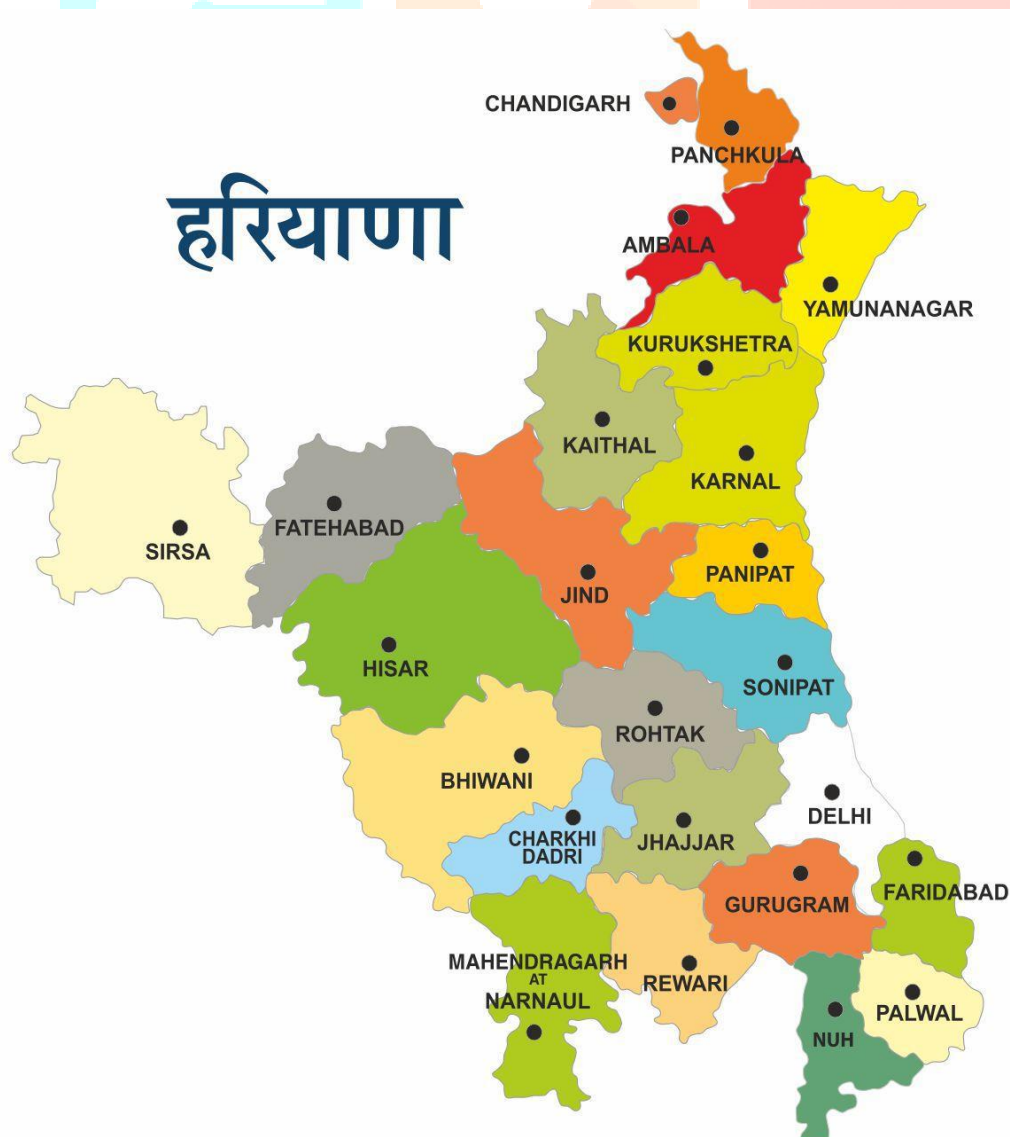 CHANDIGARH
PANCHKULA
हरियाणा
AMBALA
YAMUNANAGAR
KURUKSHETRA
KAITHAL
KARNAL
FATEHABAD
SIRSA
PANIPAT
JIND
HISAR
SONIPAT
ROHTAK
BHIWANI
DELHI
CHARKHI
DADRI
JHAJJAR
FARIDABAD
GURUGRAM
MAHENDRAGARH
AT
NARNAUL
REWARI
PALWAL
NUH